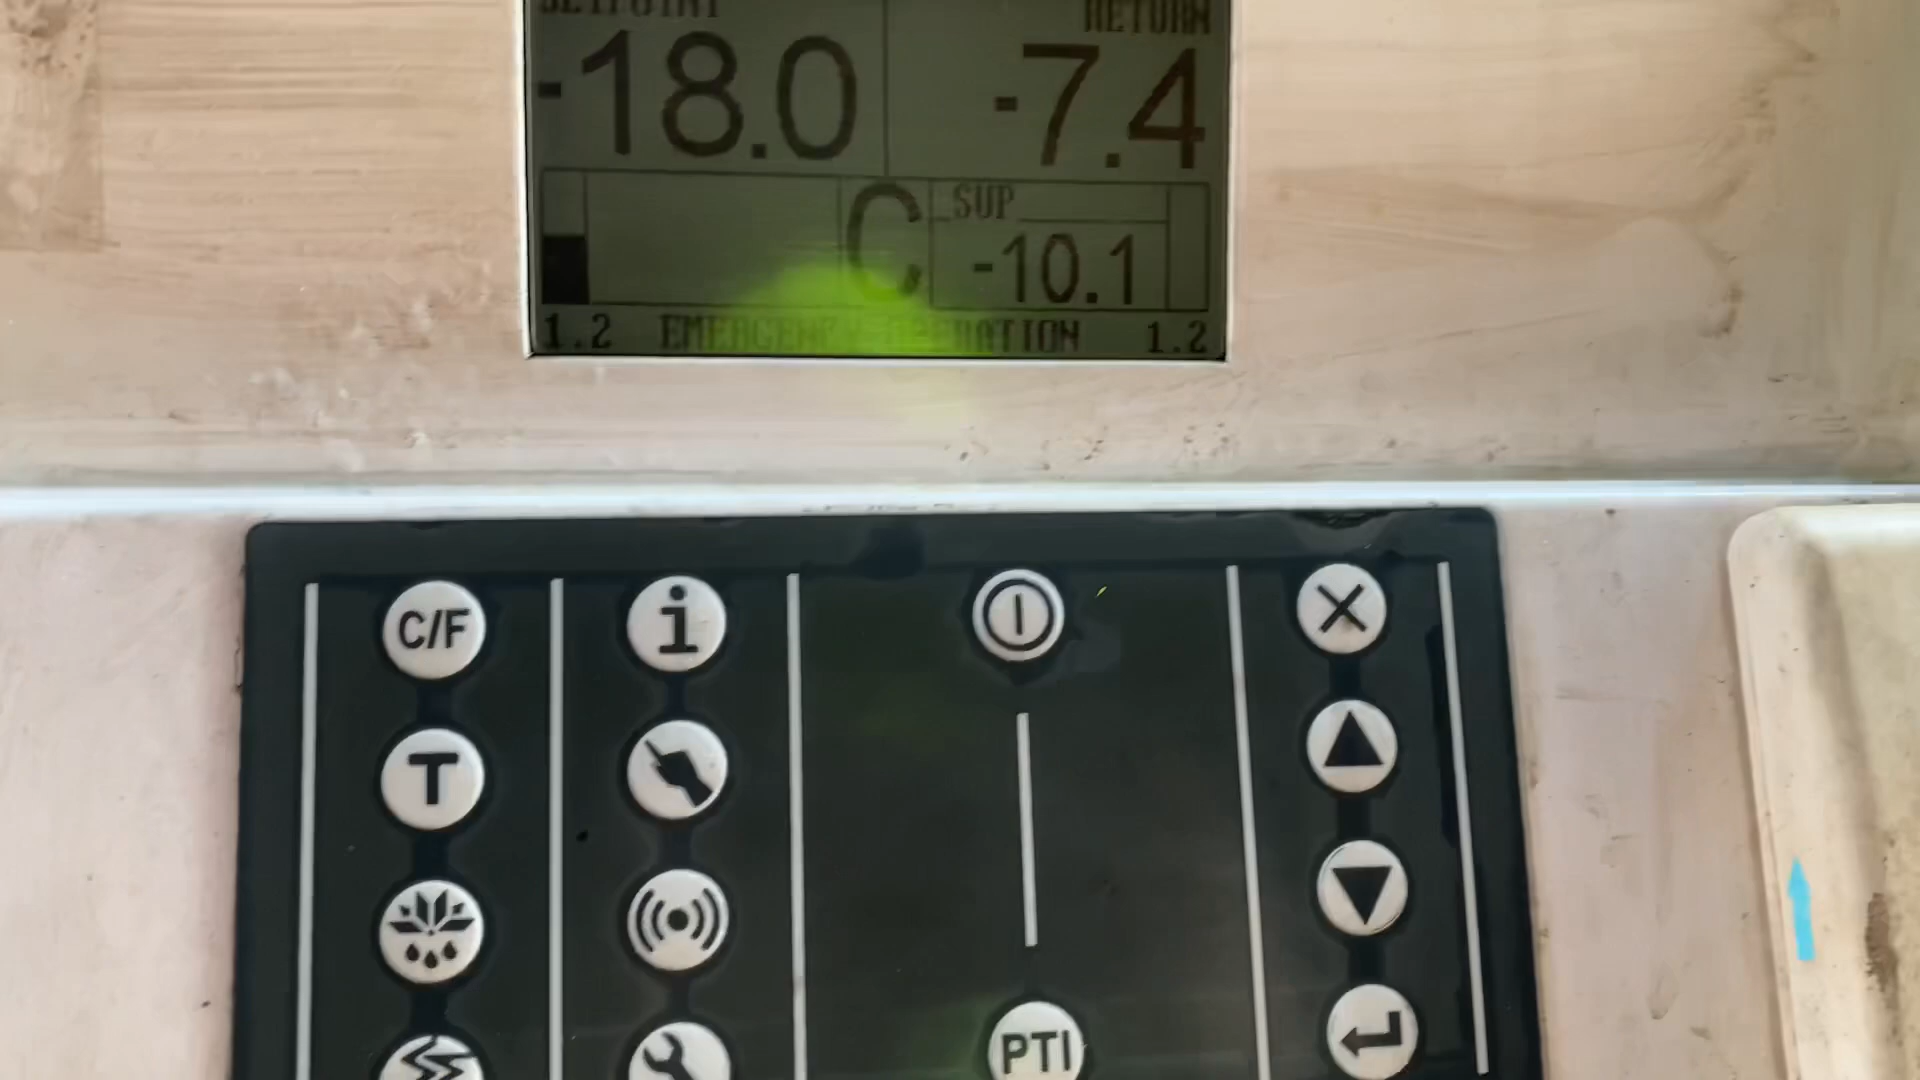 SETPOINT RETURN
-18.0 -7.4
C SUP
-10.1
1.2 EMERGENCY OPERATION 1.2
C/F
i
T
PTI